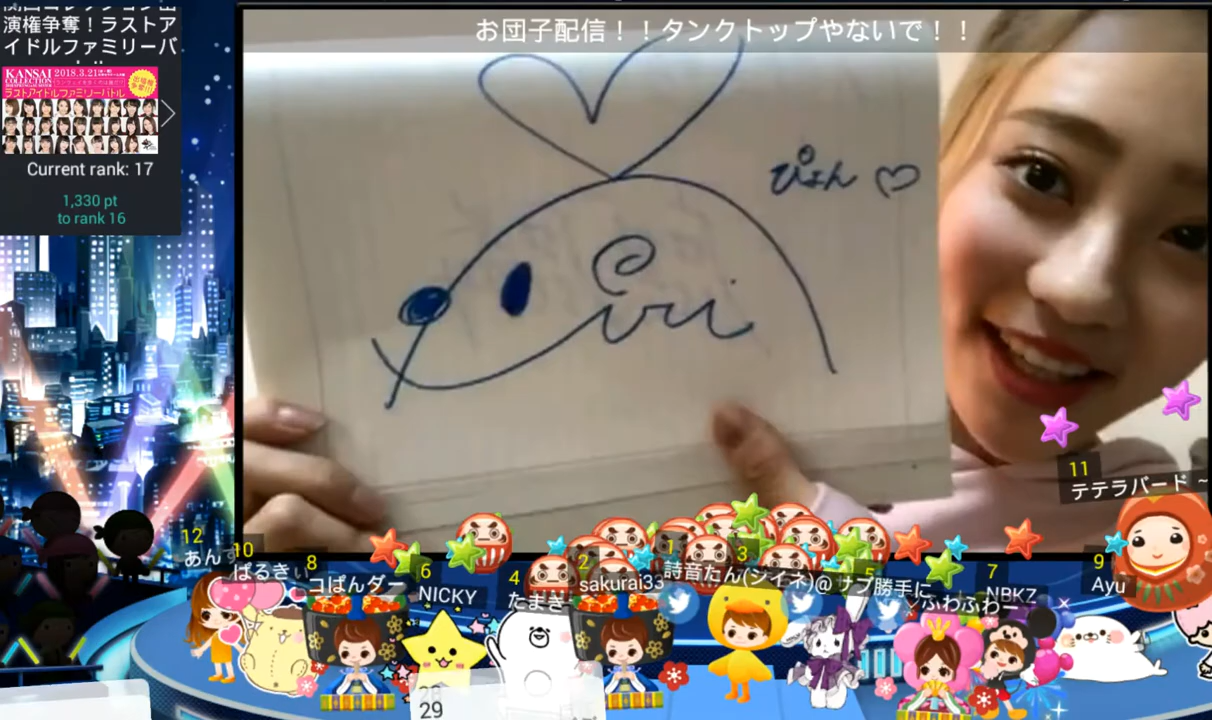 演権争奪！ラストア
イドルファミリーバ
KANSAI
COLLECTION
2018.3.21
ラストアイドルファミリーバトル
Current rank: 17
1,330 pt
to rank 16
お団子配信！！タンクトップやないで！！
ぴょん♡
Eiri
11
テテラバード ~
12
あんず
10
ぱるきぃ
8
コぱんダー
6
NICKY
4
たまき
2
sakurai33
1
詩音たん(シイネ)@
3
サブ勝手に
5
♡ふわふわー
7
NBKZ
9
Ayu
28
29